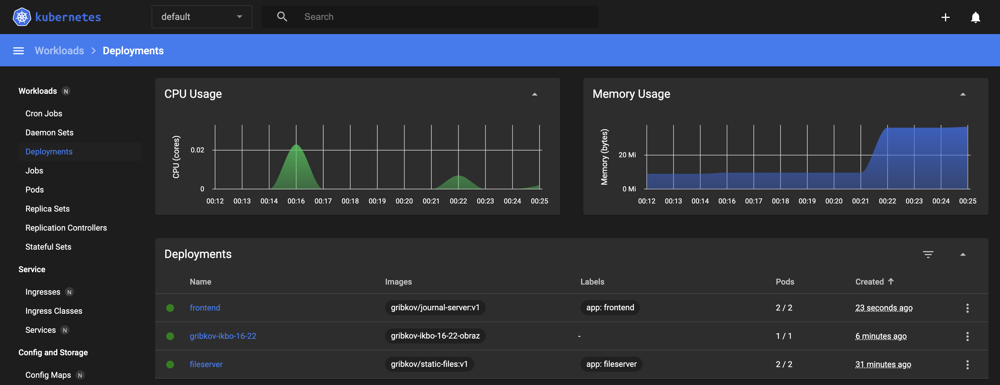 kubernetes
default
Search
Workloads > Deployments
Workloads N
Cron Jobs
Daemon Sets
Deployments
Jobs
Pods
Replica Sets
Replication Controllers
Stateful Sets
Service
Ingresses N
Ingress Classes
Services N
Config and Storage
Config Maps N
CPU Usage
CPU (cores)
0.02
0
00:12 00:13 00:14 00:16 00:17 00:18 00:19 00:20 00:21 00:22 00:23 00:24 00:25
Memory Usage
Memory (bytes)
20 Mi
0 Mi
00:12 00:13 00:14 00:16 00:17 00:18 00:19 00:20 00:21 00:22 00:23 00:24 00:25
Deployments
Name Images Labels Pods Created ↑
frontend gribkov/journal-server:v1 app: frontend 2 / 2 23 seconds ago
gribkov-ikbo-16-22 gribkov-ikbo-16-22-obraz - 1 / 1 6 minutes ago
fileserver gribkov/static-files:v1 app: fileserver 2 / 2 31 minutes ago